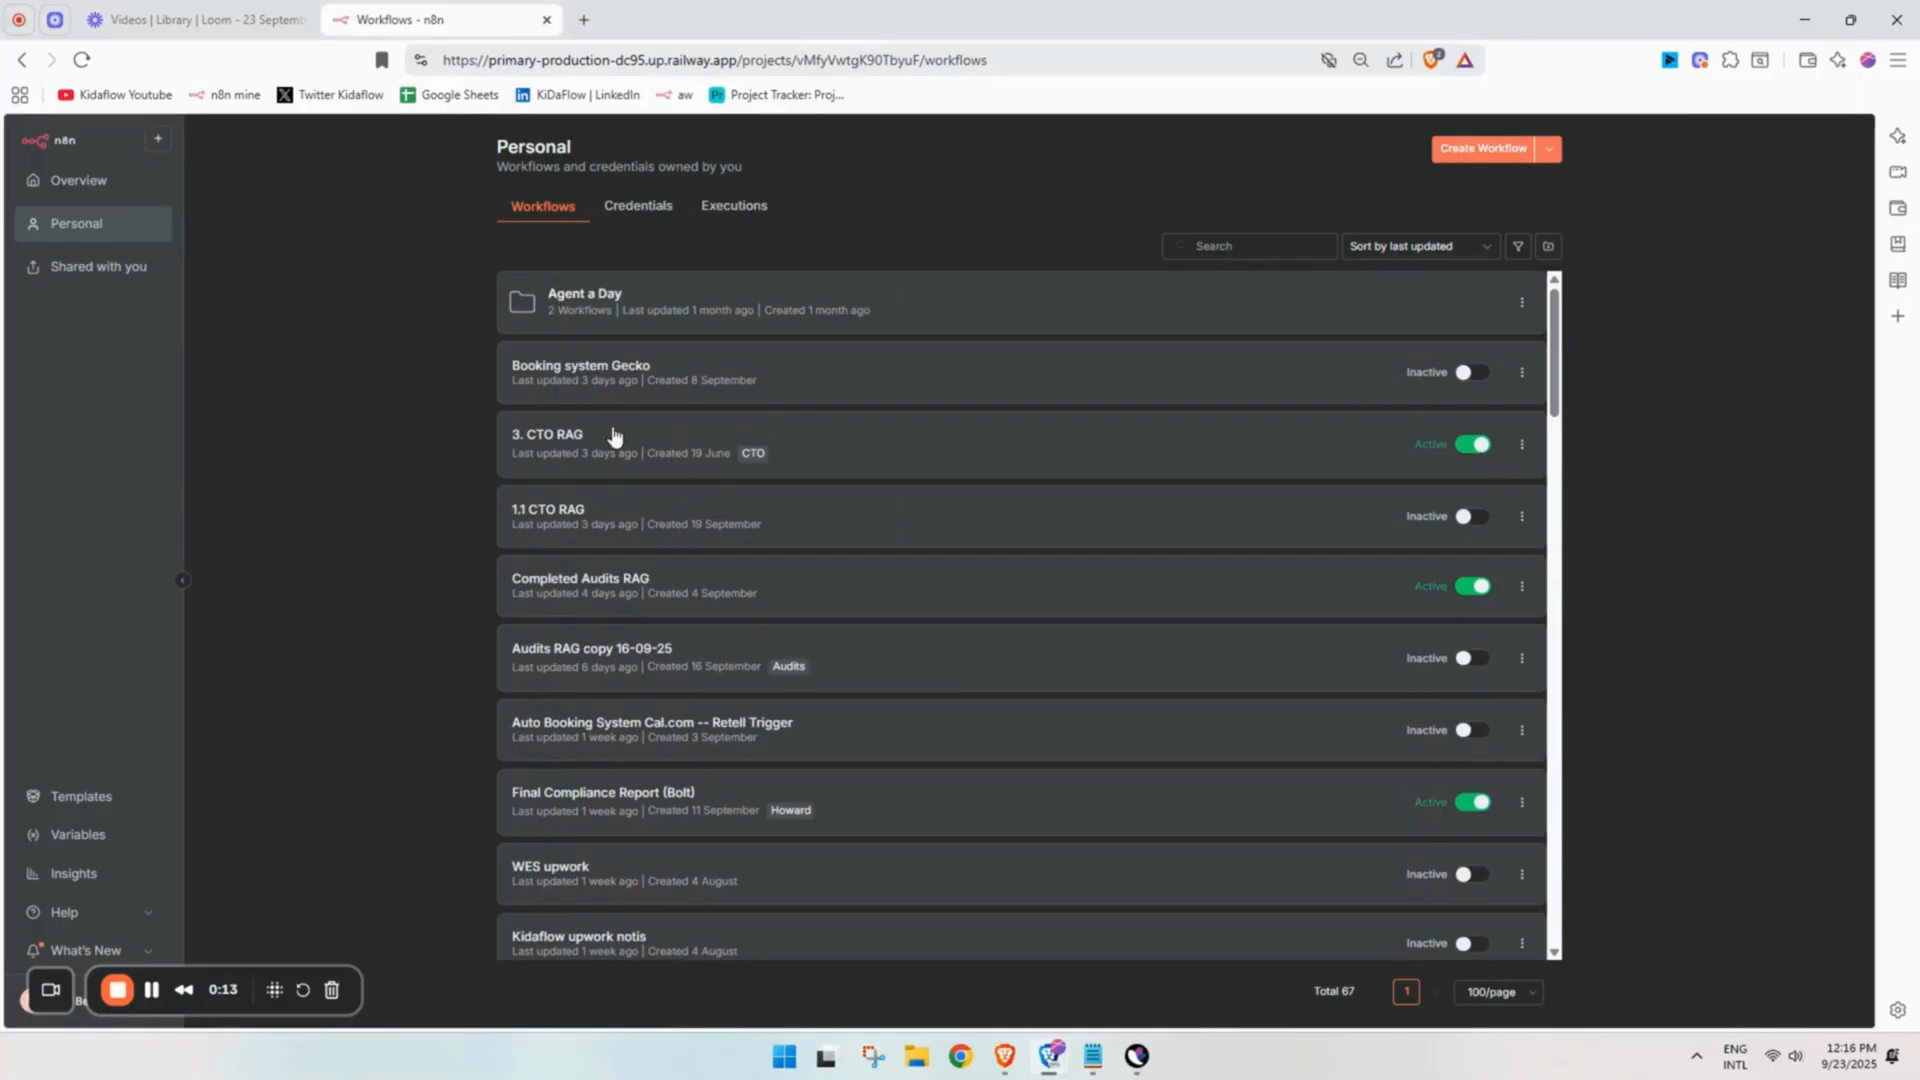 Videos | Library | Loom - 23 Septemb
Workflows - n8n
https://primary-production-dc95.up.railway.app/projects/vMfyVwtgK90TbyuF/workflows
2
Kidaflow Youtube
n8n mine
Twitter Kidaflow
Google Sheets
KiDaFlow | LinkedIn
aw
Project Tracker: Proj...
n8n
Overview
Personal
Shared with you
Templates
Variables
Insights
Help
What's New
Be
0:13
Personal
Workflows and credentials owned by you
Create Workflow
Workflows
Credentials
Executions
Search
Sort by last updated
Agent a Day
2 Workflows | Last updated 1 month ago | Created 1 month ago
Booking system Gecko
Last updated 3 days ago | Created 8 September
Inactive
3. CTO RAG
Last updated 3 days ago | Created 19 June CTO
Active
1.1 CTO RAG
Last updated 3 days ago | Created 19 September
Inactive
Completed Audits RAG
Last updated 4 days ago | Created 4 September
Active
Audits RAG copy 16-09-25
Last updated 6 days ago | Created 16 September Audits
Inactive
Auto Booking System Cal.com -- Retell Trigger
Last updated 1 week ago | Created 3 September
Inactive
Final Compliance Report (Bolt)
Last updated 1 week ago | Created 11 September Howard
Active
WES upwork
Last updated 1 week ago | Created 4 August
Inactive
Kidaflow upwork notis
Last updated 1 week ago | Created 4 August
Inactive
Total 67
1
100/page
ENG
INTL
12:16 PM
9/23/2025